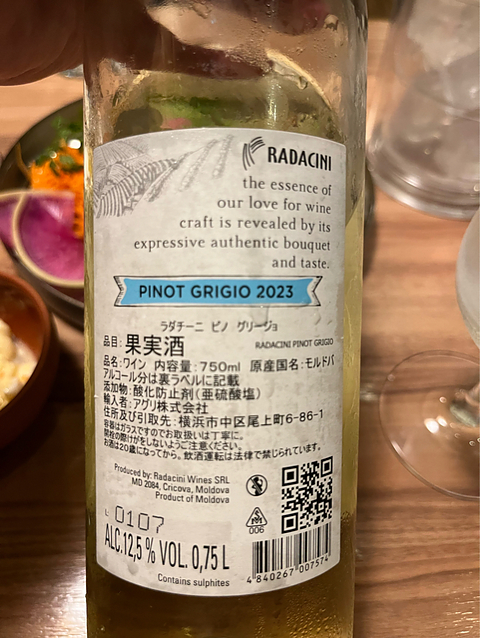 RADACINI
the essence of
our love for wine
craft is revealed by its
expressive authentic bouquet
and taste.
PINOT GRIGIO 2023
ラダチーニ ピノ グリージョ
品目: 果実酒 RADACINI PINOT GRIGIO
品名:ワイン 内容量:750ml 原産国名:モルドバ
アルコール分は裏ラベルに記載
添加物:酸化防止剤(亜硫酸塩)
輸入者:アグリ株式会社
住所及び引取先:横浜市中区尾上町6-86-1
容器はガラスですのでお取扱いは丁寧に。
開栓の際けがをしないようご注意ください。
お酒は20歳になってから。飲酒運転は法律で禁じられています。
Produced by: Radacini Wines SRL
MD 2084, Cricova, Moldova
Product of Moldova
L 0107
006
ALC.12,5 % VOL. 0,75 L
Contains sulphites
4 840267 007574